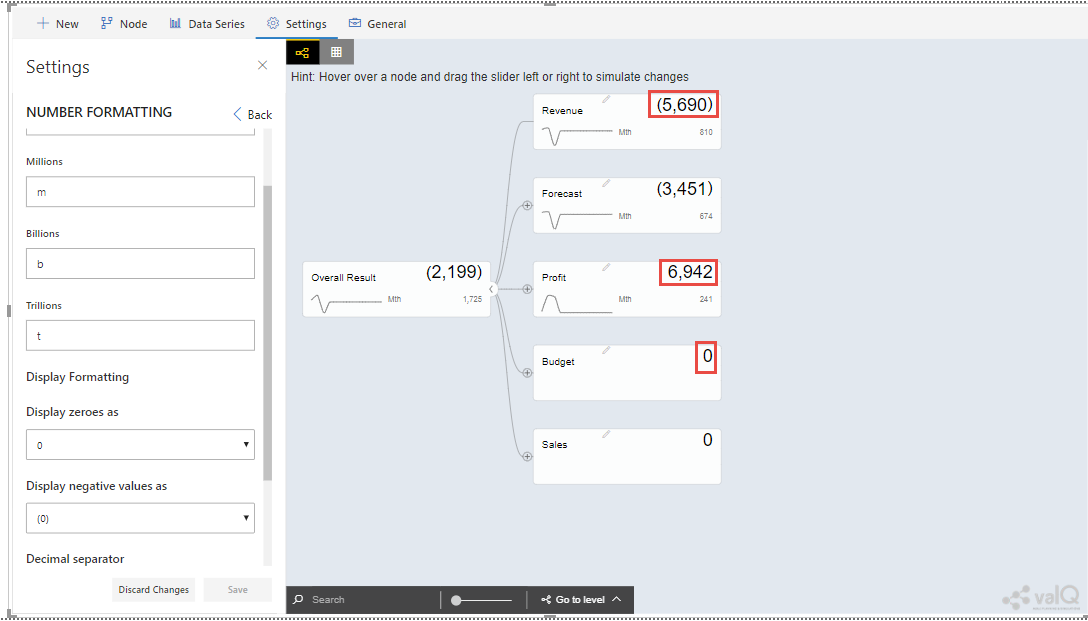 New
Node
Data Series
Settings
General
Settings
NUMBER FORMATTING
Back
Millions
m
Billions
b
Trillions
t
Display Formatting
Display zeroes as
0
Display negative values as
(0)
Decimal separator
Discard Changes
Save
Hint: Hover over a node and drag the slider left or right to simulate changes
Overall Result
(2,199)
Mth
1,725
Revenue
(5,690)
Mth
810
Forecast
(3,451)
Mth
674
Profit
6,942
Mth
241
Budget
0
Sales
0
Search
Go to level
valQ